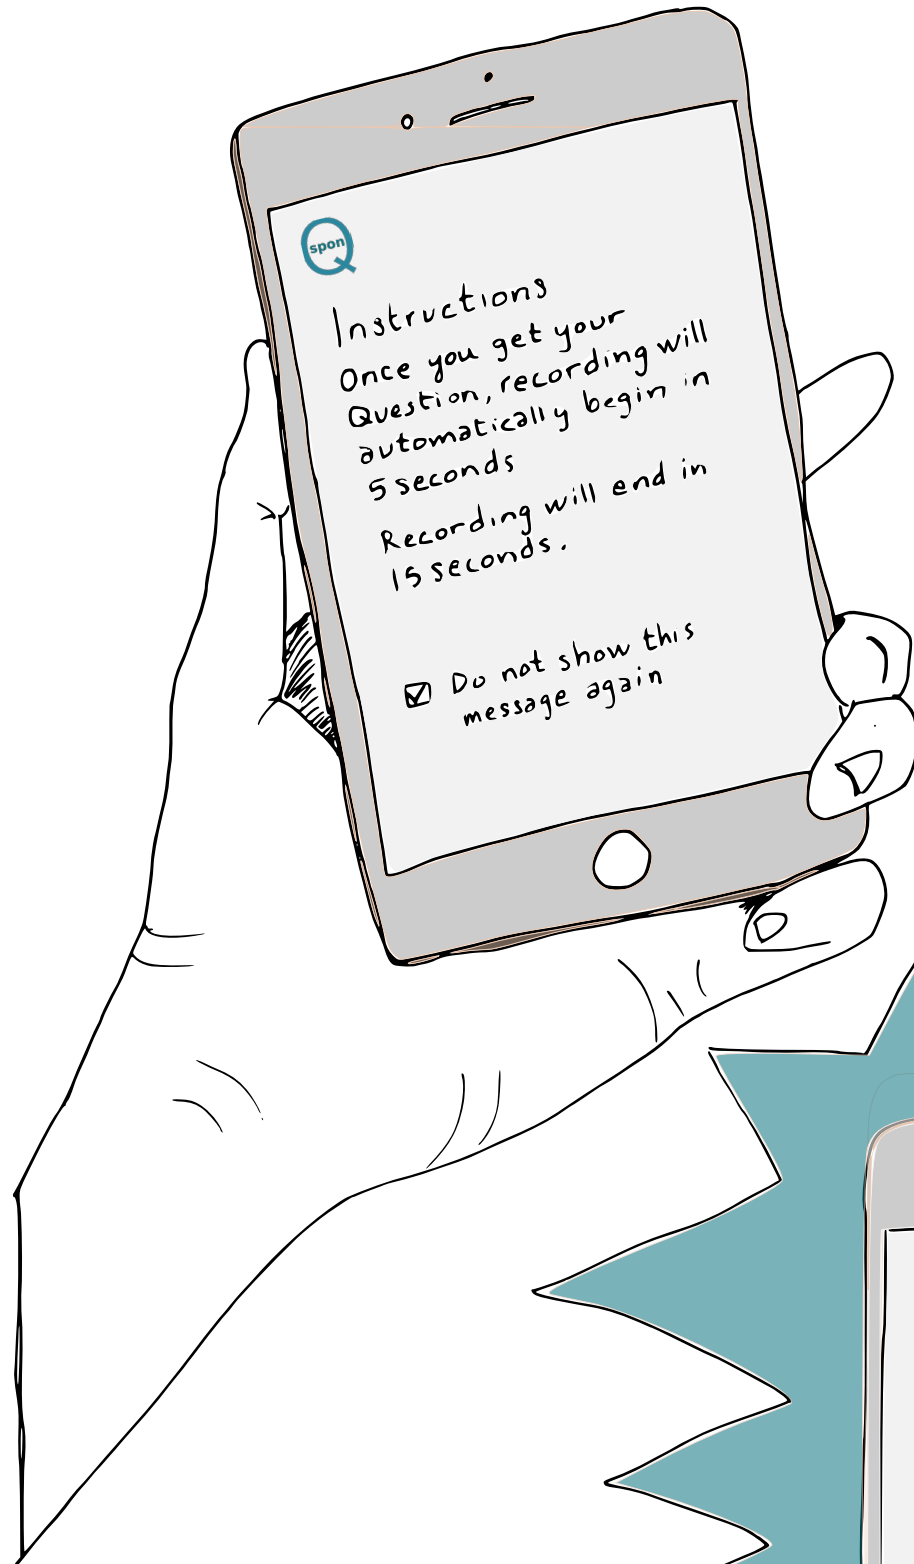 spon
Q
Instructions
Once you get your
Question, recording will
automatically begin in
5 seconds
Recording will end in
15 seconds.
Do not show this
message again